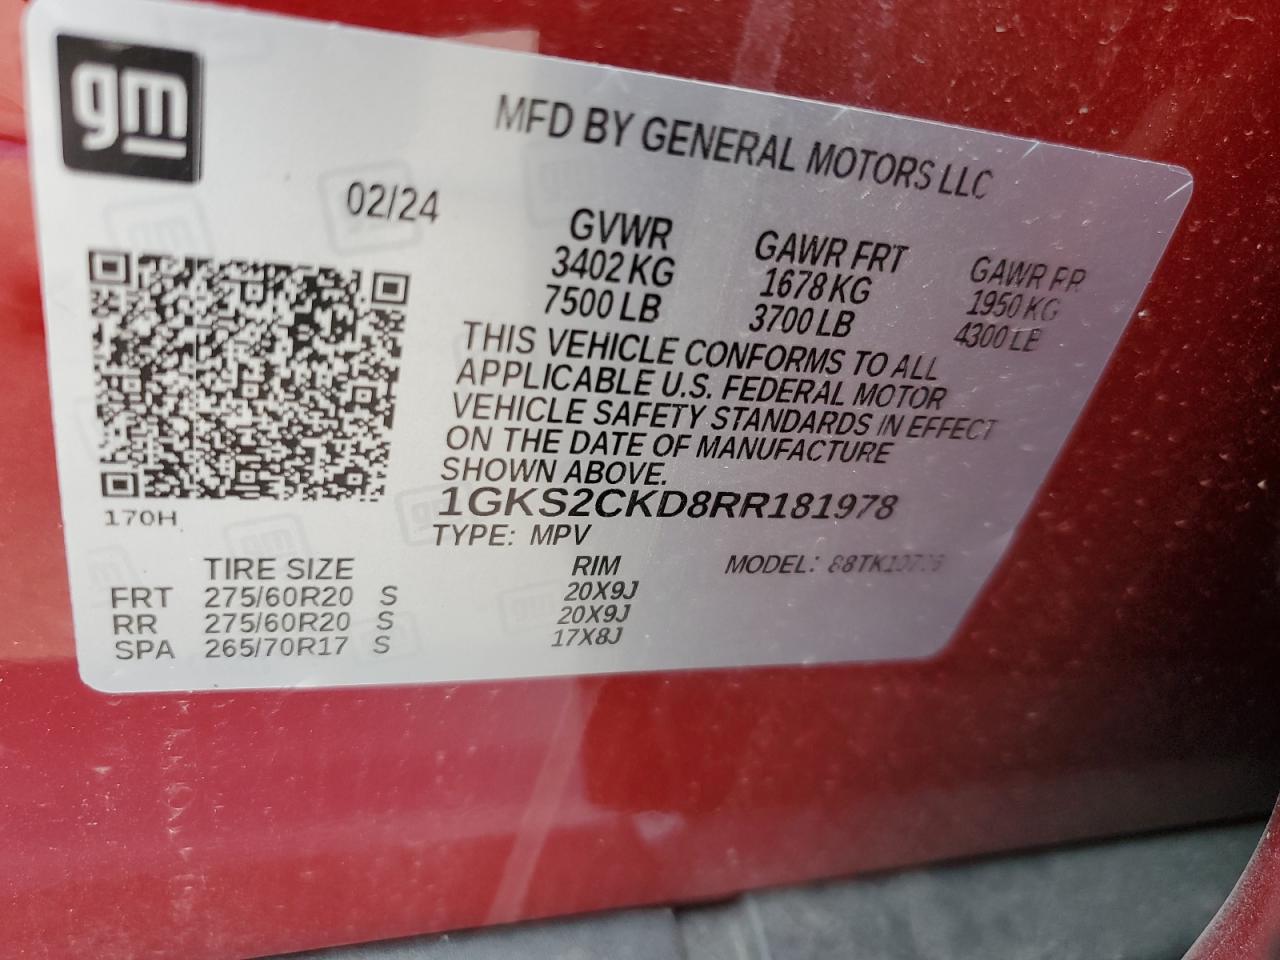 gm
MFD BY GENERAL MOTORS LLC
02/24
GVWR GAWR FRT GAWR RR
3402 KG 1678 KG 1950 KG
7500 LB 3700 LB 4300 LB
THIS VEHICLE CONFORMS TO ALL
APPLICABLE U.S. FEDERAL MOTOR
VEHICLE SAFETY STANDARDS IN EFFECT
ON THE DATE OF MANUFACTURE
SHOWN ABOVE.
1GKS2CKD8RR181978
170H
TYPE: MPV
TIRE SIZE RIM MODEL:
FRT 275/60R20 S 20X9J
RR 275/60R20 S 20X9J
SPA 265/70R17 S 17X8J